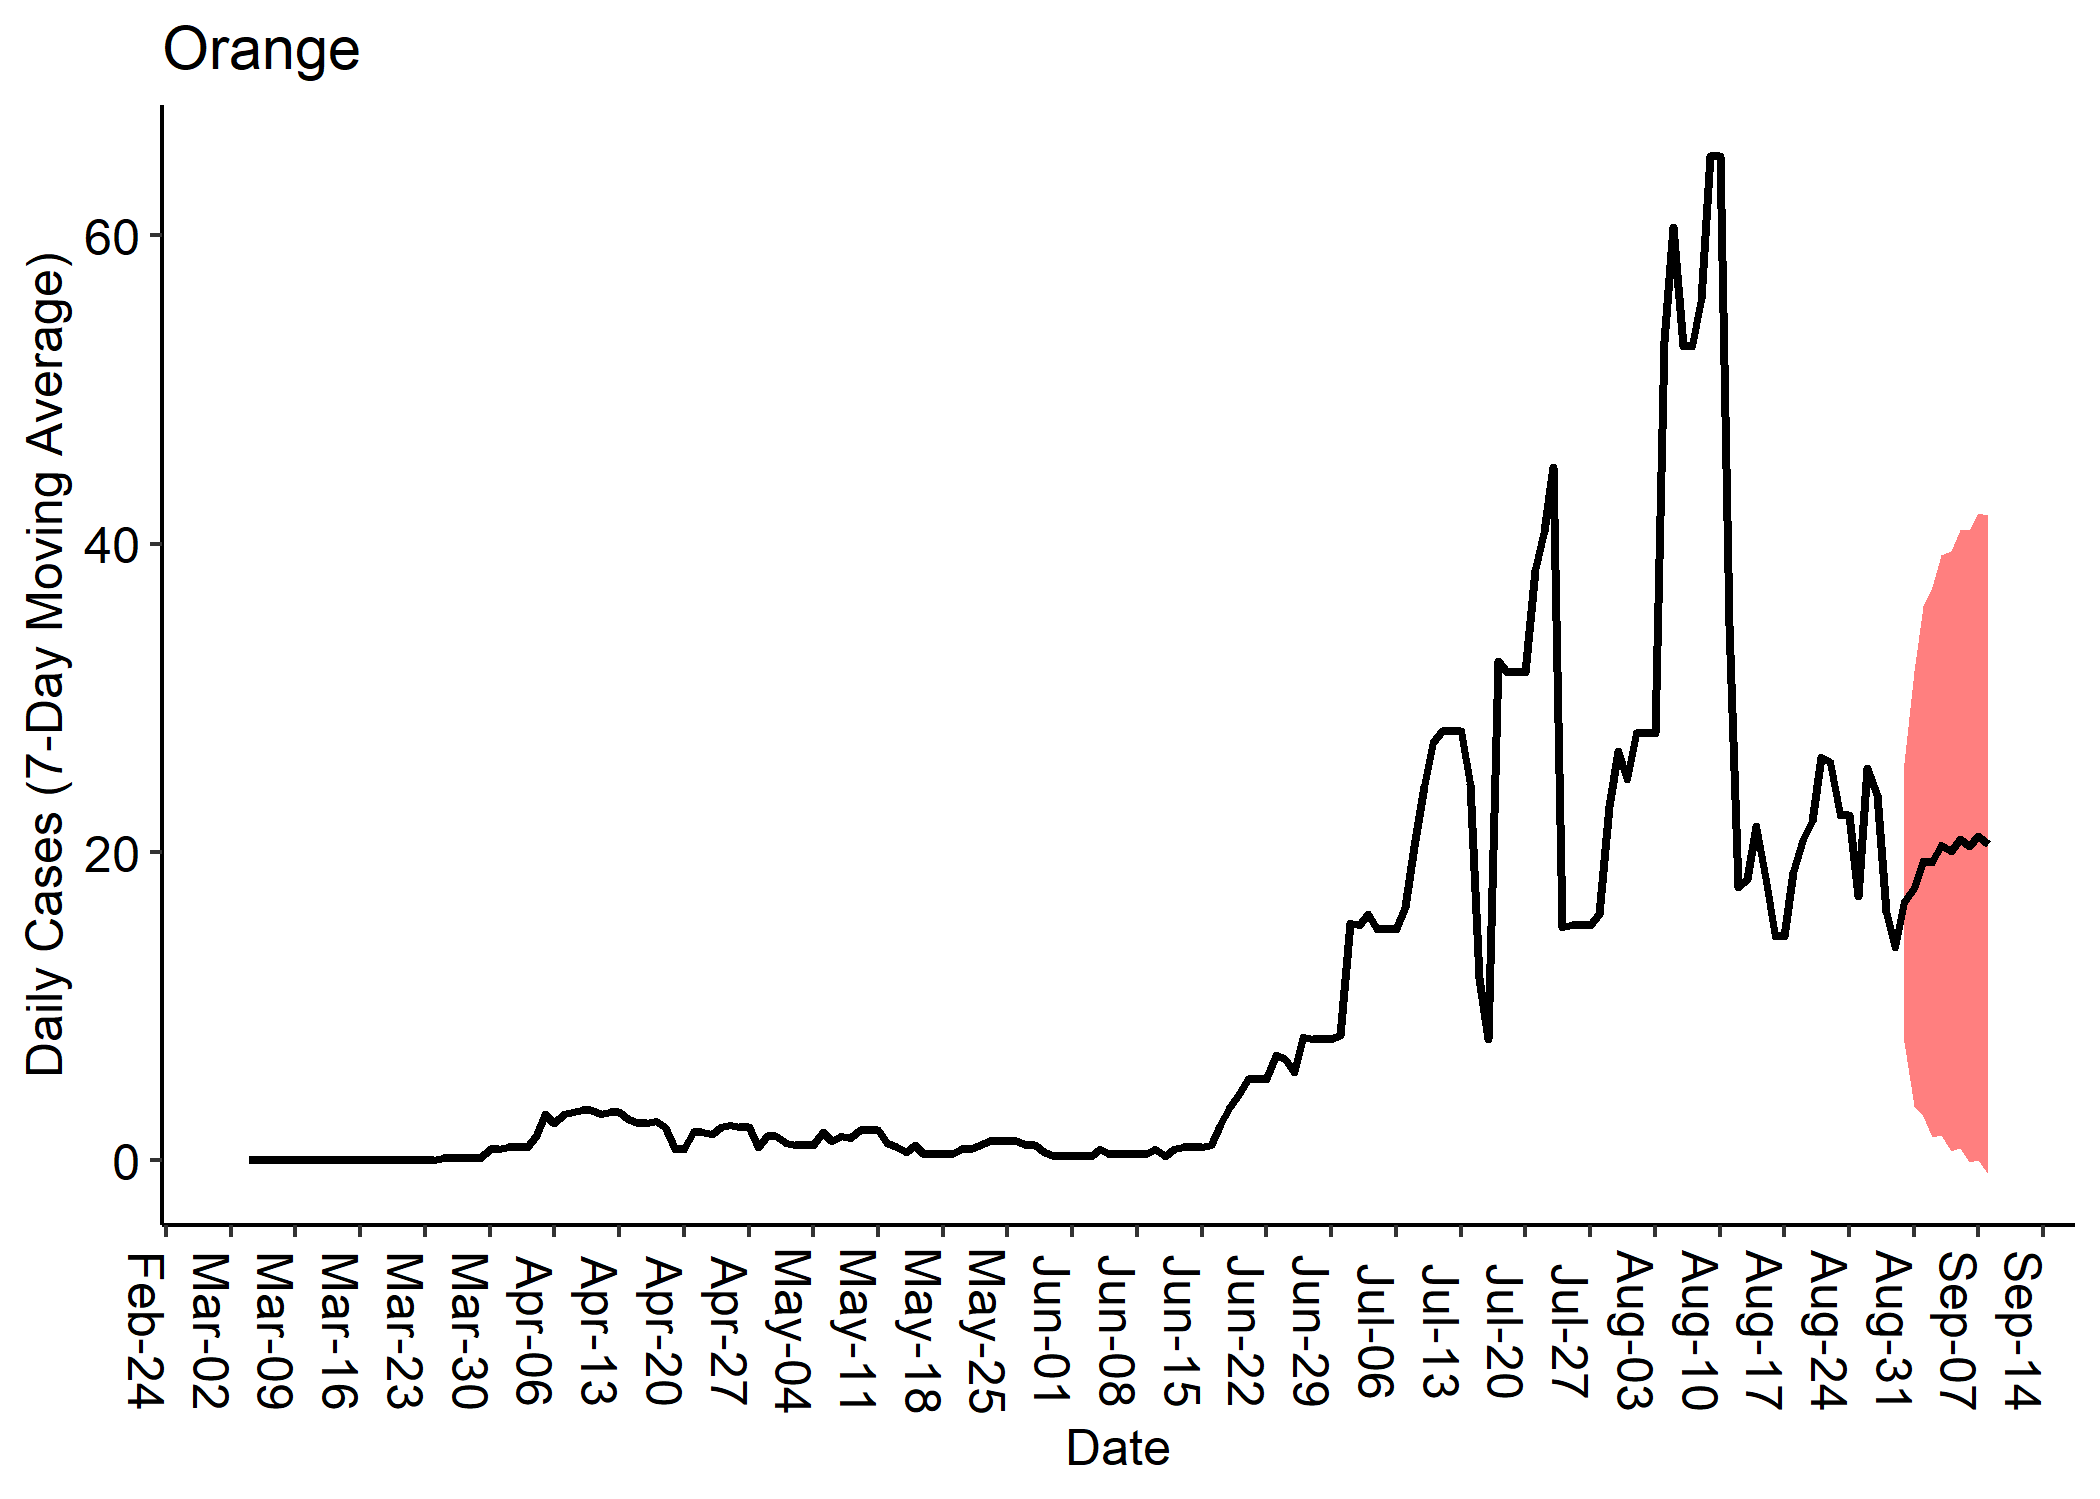 Orange
Daily Cases (7-Day Moving Average)
60
40
20
0
Feb-24
Mar-02
Mar-09
Mar-16
Mar-23
Mar-30
Apr-06
Apr-13
Apr-20
Apr-27
May-04
May-11
May-18
May-25
Jun-01
Jun-08
Jun-15
Jun-22
Jun-29
Jul-06
Jul-13
Jul-20
Jul-27
Aug-03
Aug-10
Aug-17
Aug-24
Aug-31
Sep-07
Sep-14
Date